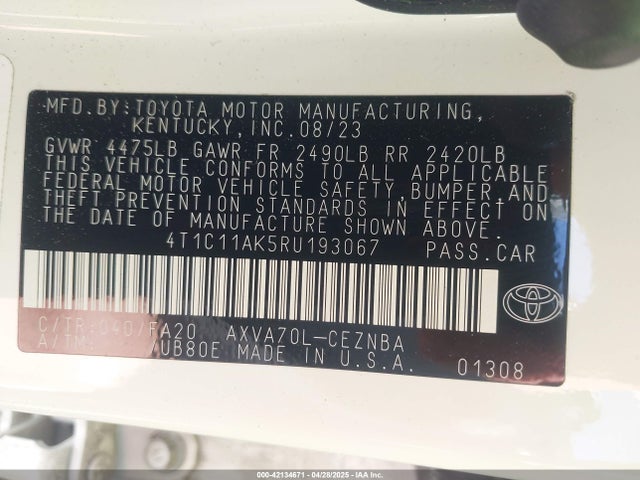 MFD.BY:TOYOTA MOTOR MANUFACTURING,
KENTUCKY,INC.08/23
GVWR 4475LB GAWR FR 2490LB RR 2420LB
THIS VEHICLE CONFORMS TO ALL APPLICABLE
FEDERAL MOTOR VEHICLE SAFETY,BUMPER,AND
THEFT PREVENTION STANDARDS IN EFFECT ON
THE DATE OF MANUFACTURE SHOWN ABOVE.
4T1C11AK5RU193067 PASS.CAR
C/TR:040/FA20 AXVA70L-CEZNBA
A/TM: /UB80E MADE IN U.S.A. 01308
000-42134671 - 04/28/2025 - IAA Inc.